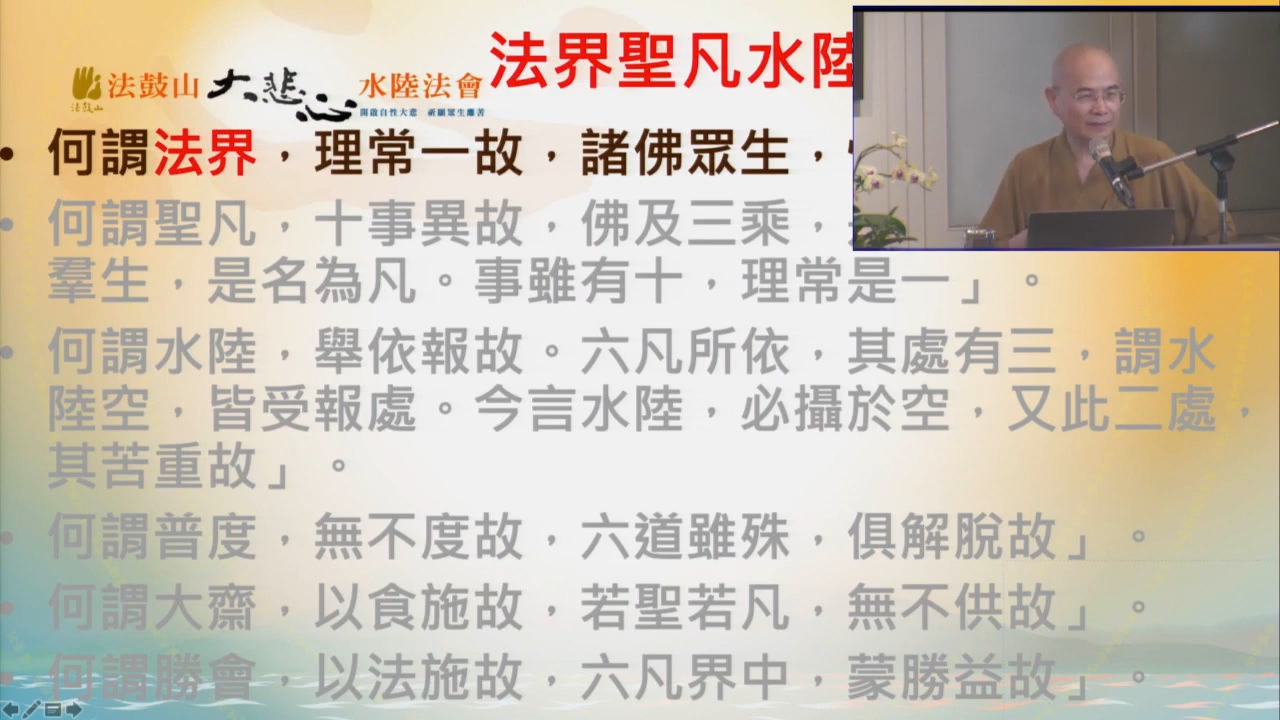 法界聖凡水陸
法鼓山 大悲心 水陸法會
法鼓山
開啟自性大悲 祈願眾生離苦
• 何謂法界，理常一故，諸佛眾生，
• 何謂聖凡，十事異故，佛及三乘，
羣生，是名為凡。事雖有十，理常是一」。
• 何謂水陸，舉依報故。六凡所依，其處有三，謂水
陸空，皆受報處。今言水陸，必攝於空，又此二處，
其苦重故」。
• 何謂普度，無不度故，六道雖殊，俱解脫故」。
• 何謂大齋，以食施故，若聖若凡，無不供故」。
• 何謂勝會，以法施故，六凡界中，蒙勝益故」。